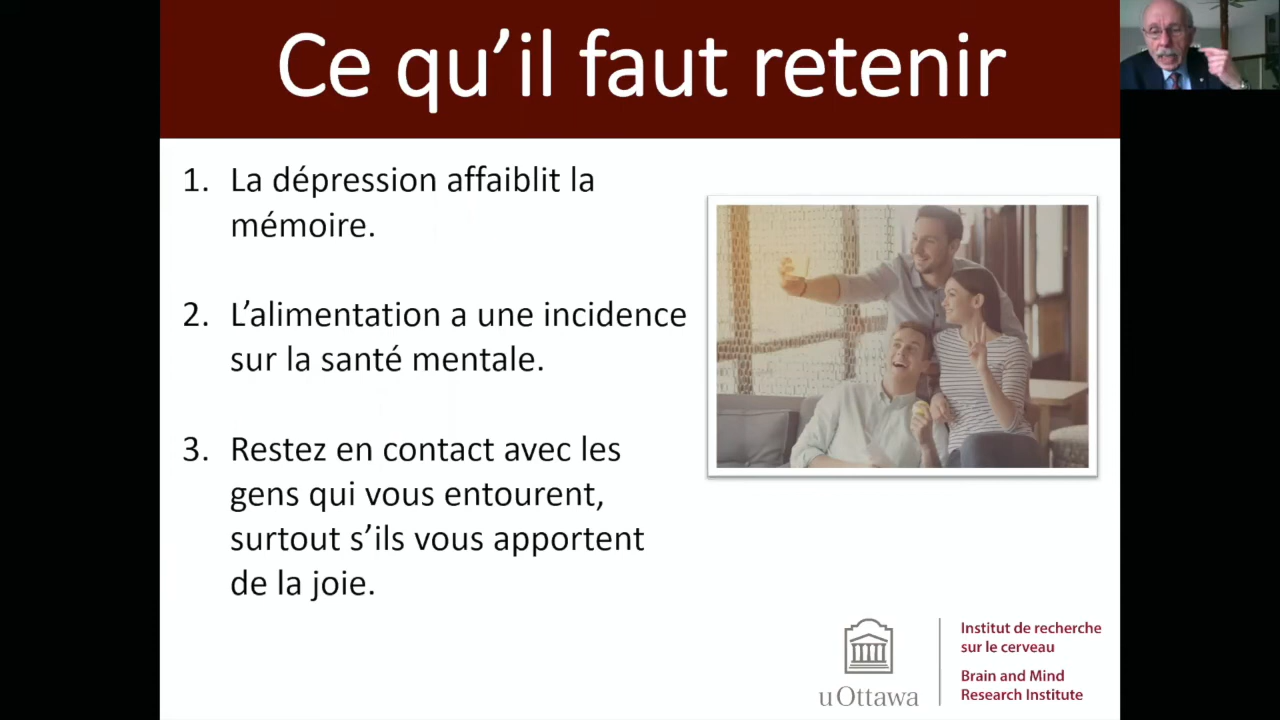 Ce qu’il faut retenir
1. La dépression affaiblit la
mémoire.
2. L’alimentation a une incidence
sur la santé mentale.
3. Restez en contact avec les
gens qui vous entourent,
surtout s’ils vous apportent
de la joie.
uOttawa
Institut de recherche
sur le cerveau
Brain and Mind
Research Institute